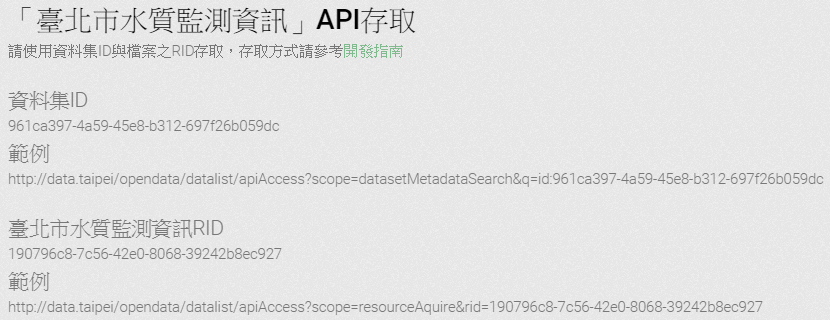 「臺北市水質監測資訊」API存取
請使用資料集ID與檔案之RID存取，存取方式請參考開發指南
資料集ID
961ca397-4a59-45e8-b312-697f26b059dc
範例
http://data.taipei/opendata/datalist/apiAccess?scope=datasetMetadataSearch&q=id:961ca397-4a59-45e8-b312-697f26b059dc
臺北市水質監測資訊RID
190796c8-7c56-42e0-8068-39242b8ec927
範例
http://data.taipei/opendata/datalist/apiAccess?scope=resourceAquire&rid=190796c8-7c56-42e0-8068-39242b8ec927